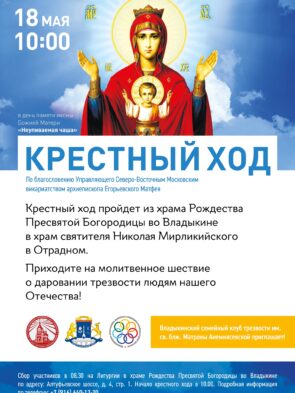 18 МАЯ
10:00
в день памяти иконы
Божией Матери
«Неупиваемая чаша»
КРЕСТНЫЙ ХОД
По благословению Управляющего Северо-Восточным Московским
викариатством архиепископа Егорьевского Матфея
Крестный ход пройдет из храма Рождества
Пресвятой Богородицы во Владыкине
в храм святителя Николая Мирликийского
в Отрадном.
Приходите на молитвенное шествие
о даровании трезвости людям нашего
Отечества!
Владыкинский семейный клуб трезвости им.
св. блж. Матроны Анемнясевской приглашает!
Сбор участников в 08.30 на Литургии в храме Рождества Пресвятой Богородицы во Владыкине
по адресу: Алтуфьевское шоссе, д. 4, стр. 1. Начало крестного хода в 10.00. Подробная информация
по телефону: